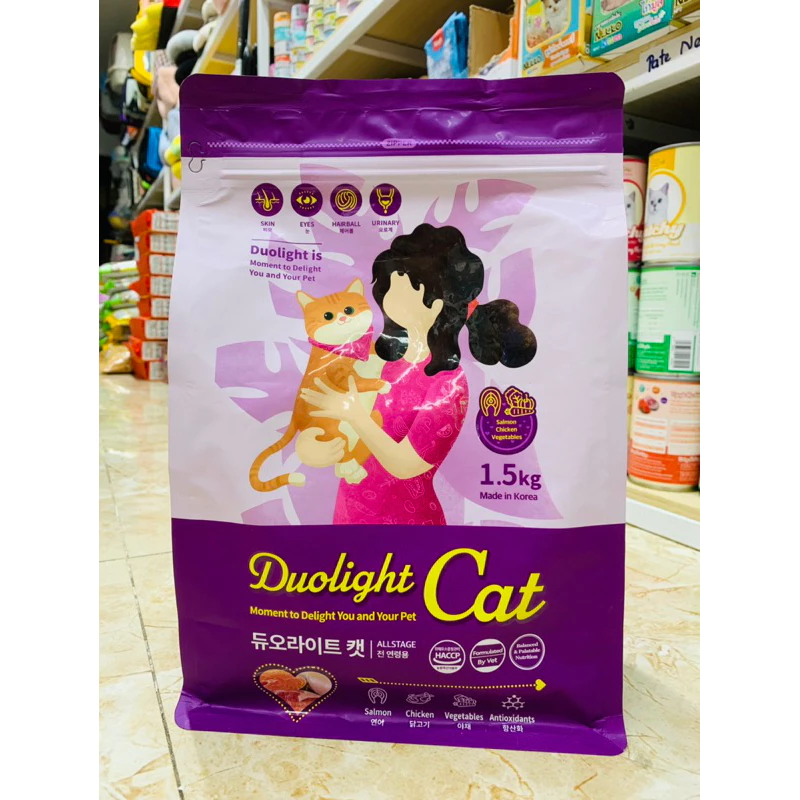 ZIPPER
Pate Ne
SKIN
피부
EYES
눈
HAIRBALL
헤어볼
URINARY
요로계
Duolight is
Moment to Delight
You and Your Pet
Salmon
Chicken
Vegetables
1.5kg
Made in Korea
Duolight Cat
Moment to Delight You and Your Pet
듀오라이트 캣
ALLSTAGE
전 연령용
HACCP
Formulated
By Vet
Balanced
& Palatable
Nutrition
Salmon
연어
Chicken
닭고기
Vegetables
야채
Antioxidants
항산화